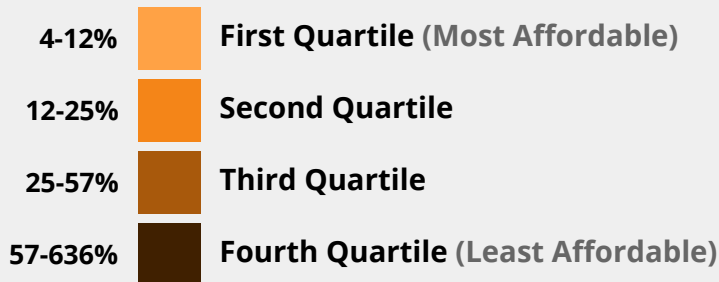 4-12% First Quartile (Most Affordable)
12-25% Second Quartile
25-57% Third Quartile
57-636% Fourth Quartile (Least Affordable)